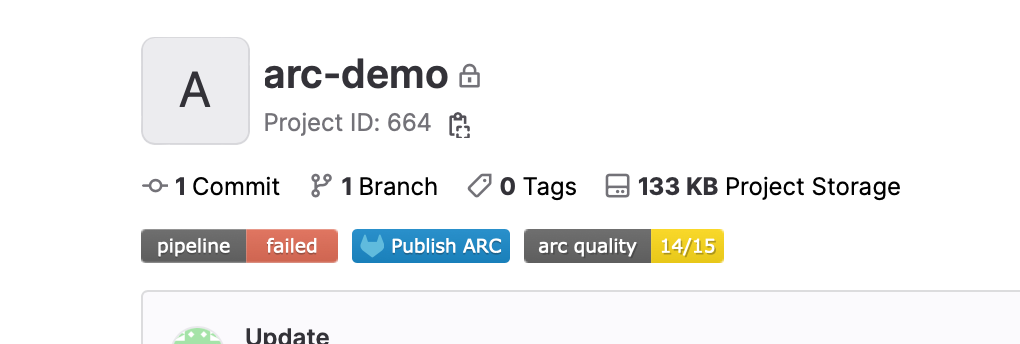 A
arc-demo
Project ID: 664
1 Commit 1 Branch 0 Tags 133 KB Project Storage
pipeline failed Publish ARC arc quality 14/15
Update